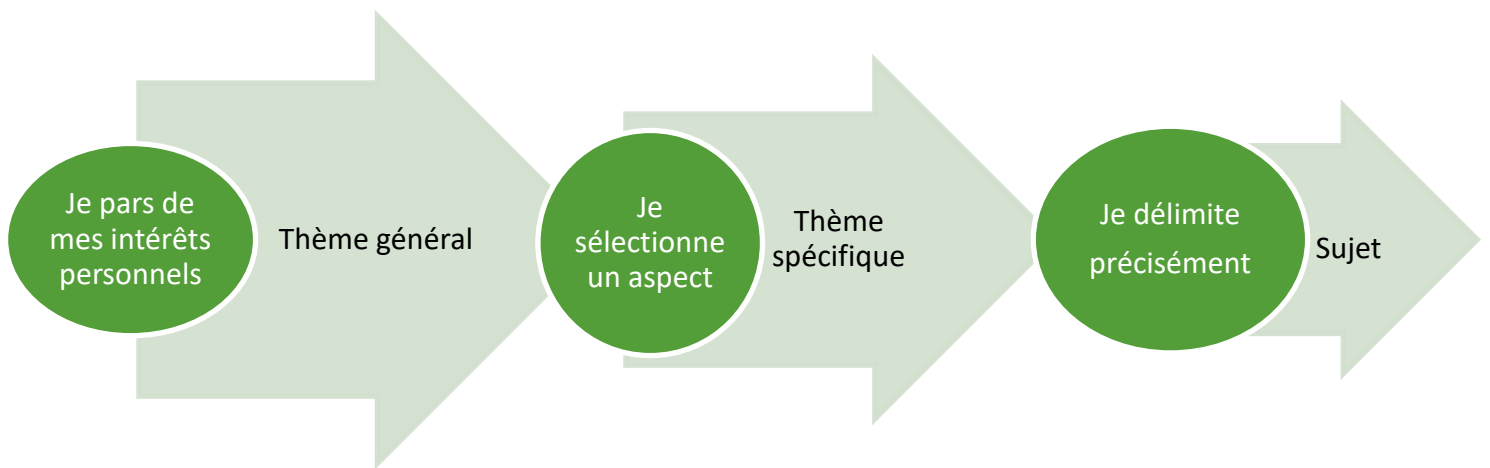 Je pars de
mes intérêts
personnels
Thème général
Je
sélectionne
un aspect
Thème
spécifique
Je délimite
précisément
Sujet